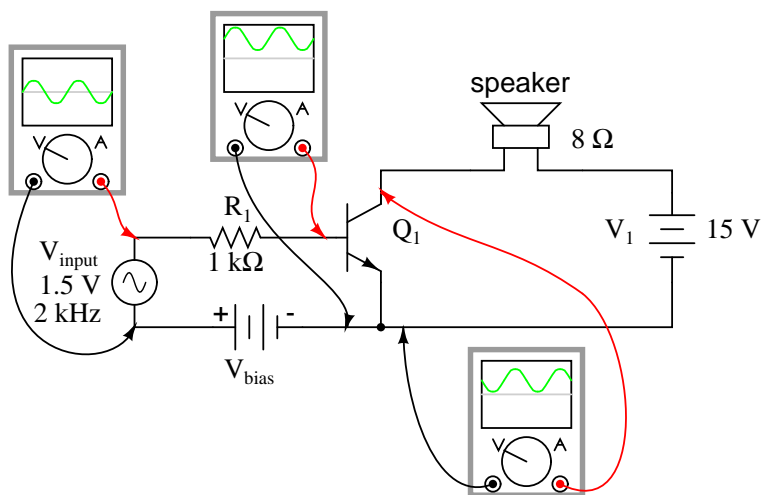 V A
V A
speaker
8 Ω
R1
1 kΩ
Q1
V1 15 V
Vinput
1.5 V
2 kHz
+ -
Vbias
V A